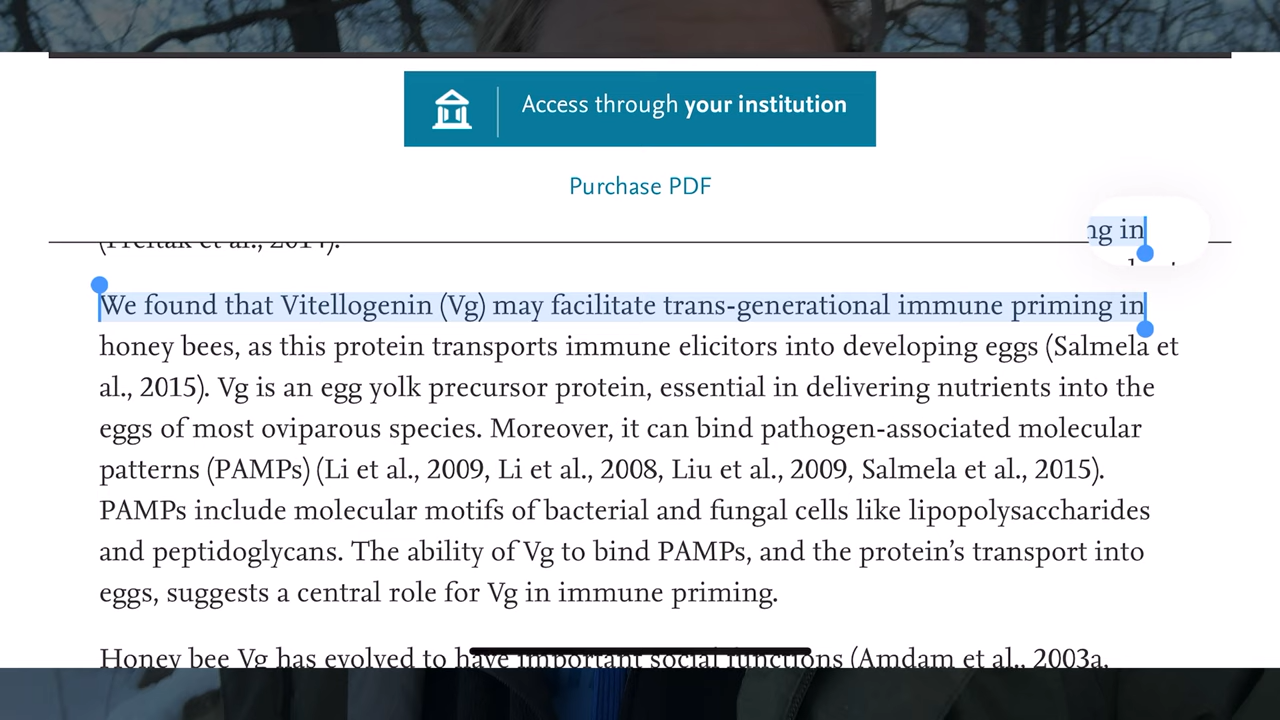 Access through your institution
Purchase PDF
(Freitak et al., 2014).
ng in
We found that Vitellogenin (Vg) may facilitate trans-generational immune priming in
honey bees, as this protein transports immune elicitors into developing eggs (Salmela et
al., 2015). Vg is an egg yolk precursor protein, essential in delivering nutrients into the
eggs of most oviparous species. Moreover, it can bind pathogen-associated molecular
patterns (PAMPs) (Li et al., 2009, Li et al., 2008, Liu et al., 2009, Salmela et al., 2015).
PAMPs include molecular motifs of bacterial and fungal cells like lipopolysaccharides
and peptidoglycans. The ability of Vg to bind PAMPs, and the protein’s transport into
eggs, suggests a central role for Vg in immune priming.
Honey bee Vg has evolved to have important social functions (Amdam et al., 2003a,